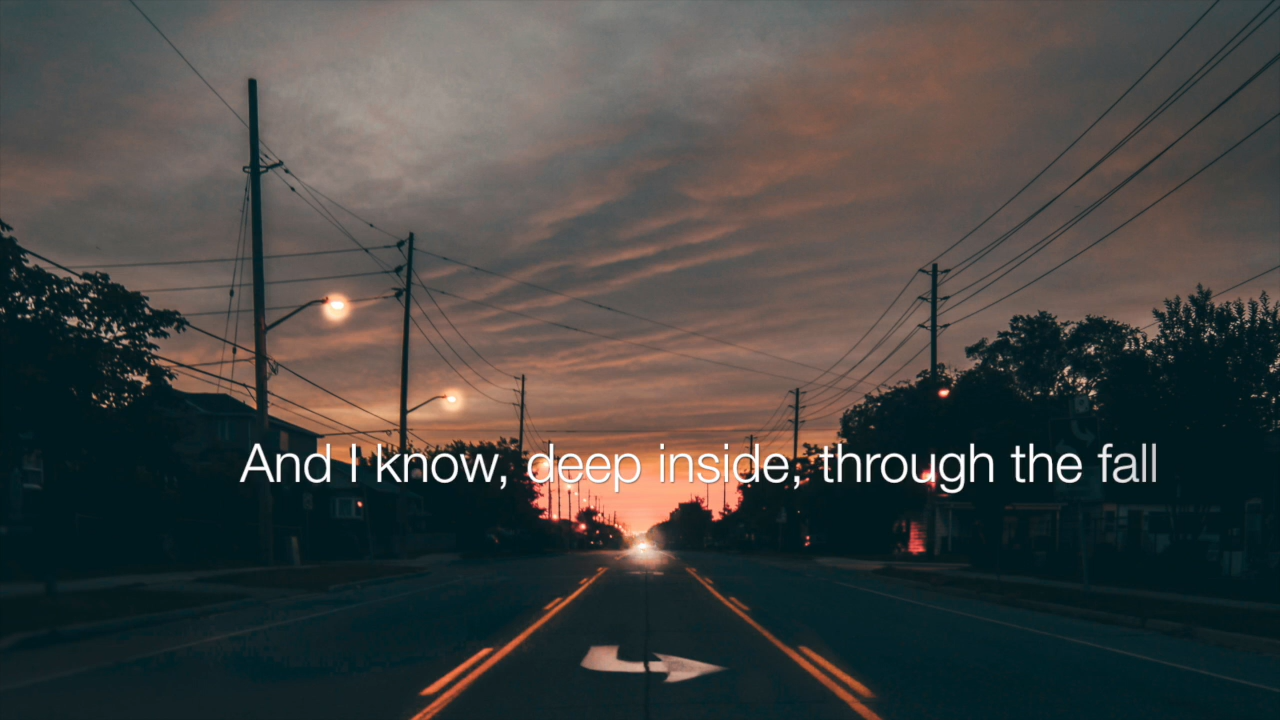 And I know, deep inside, through the fall